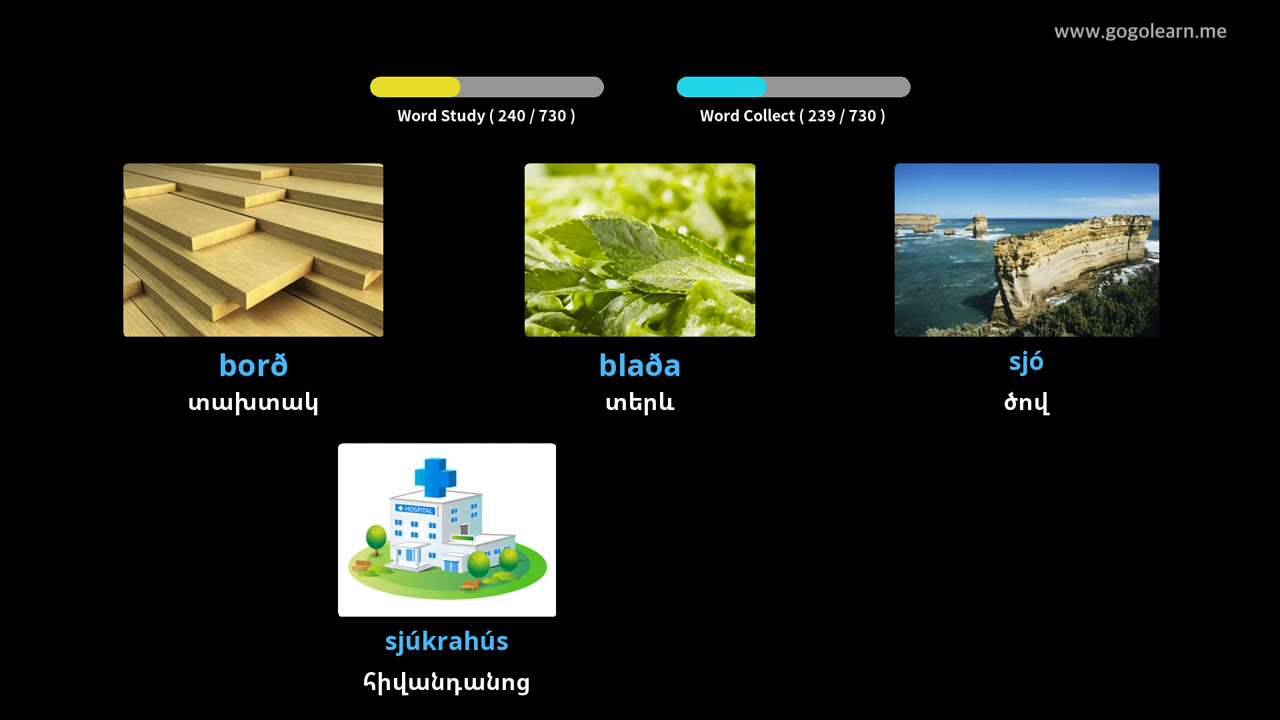 www.gogolearn.me
Word Study ( 240 / 730 )
Word Collect ( 239 / 730 )
borð
blaða
sjó
տախտակ
տերև
ծով
HOSPITAL
sjúkrahús
հիվանդանոց